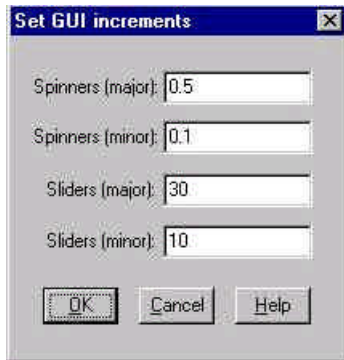 Set GUI increments
Spinners (major): 0.5
Spinners (minor): 0.1
Sliders (major): 30
Sliders (minor): 10
OK Cancel Help